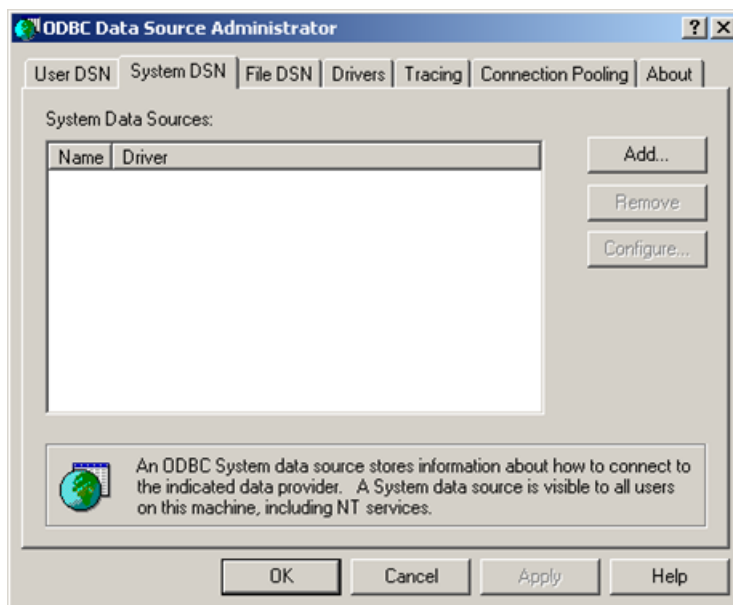 ODBC Data Source Administrator
User DSN System DSN File DSN Drivers Tracing Connection Pooling About
System Data Sources:
Name Driver
Add...
Remove
Configure...
An ODBC System data source stores information about how to connect to
the indicated data provider. A System data source is visible to all users
on this machine, including NT services.
OK Cancel Apply Help